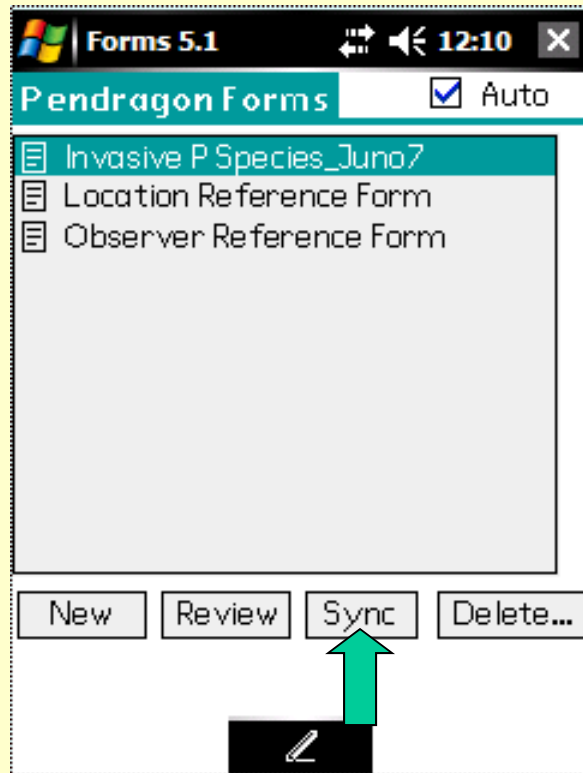 Forms 5.1 12:10
Pendragon Forms Auto
Invasive P Species_Juno7
Location Reference Form
Observer Reference Form
New Review Sync Delete...